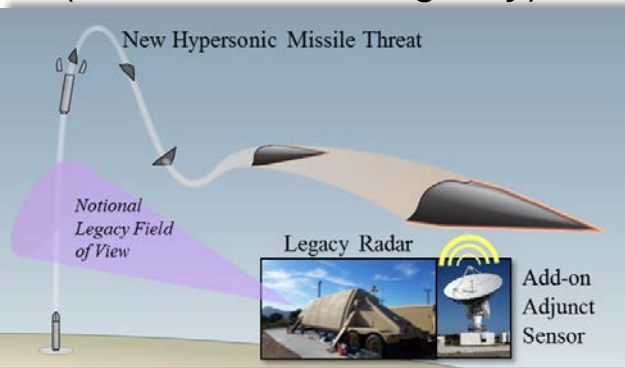 New Hypersonic Missile Threat
Notional
Legacy Field
of View
Legacy Radar
Add-on
Adjunct
Sensor